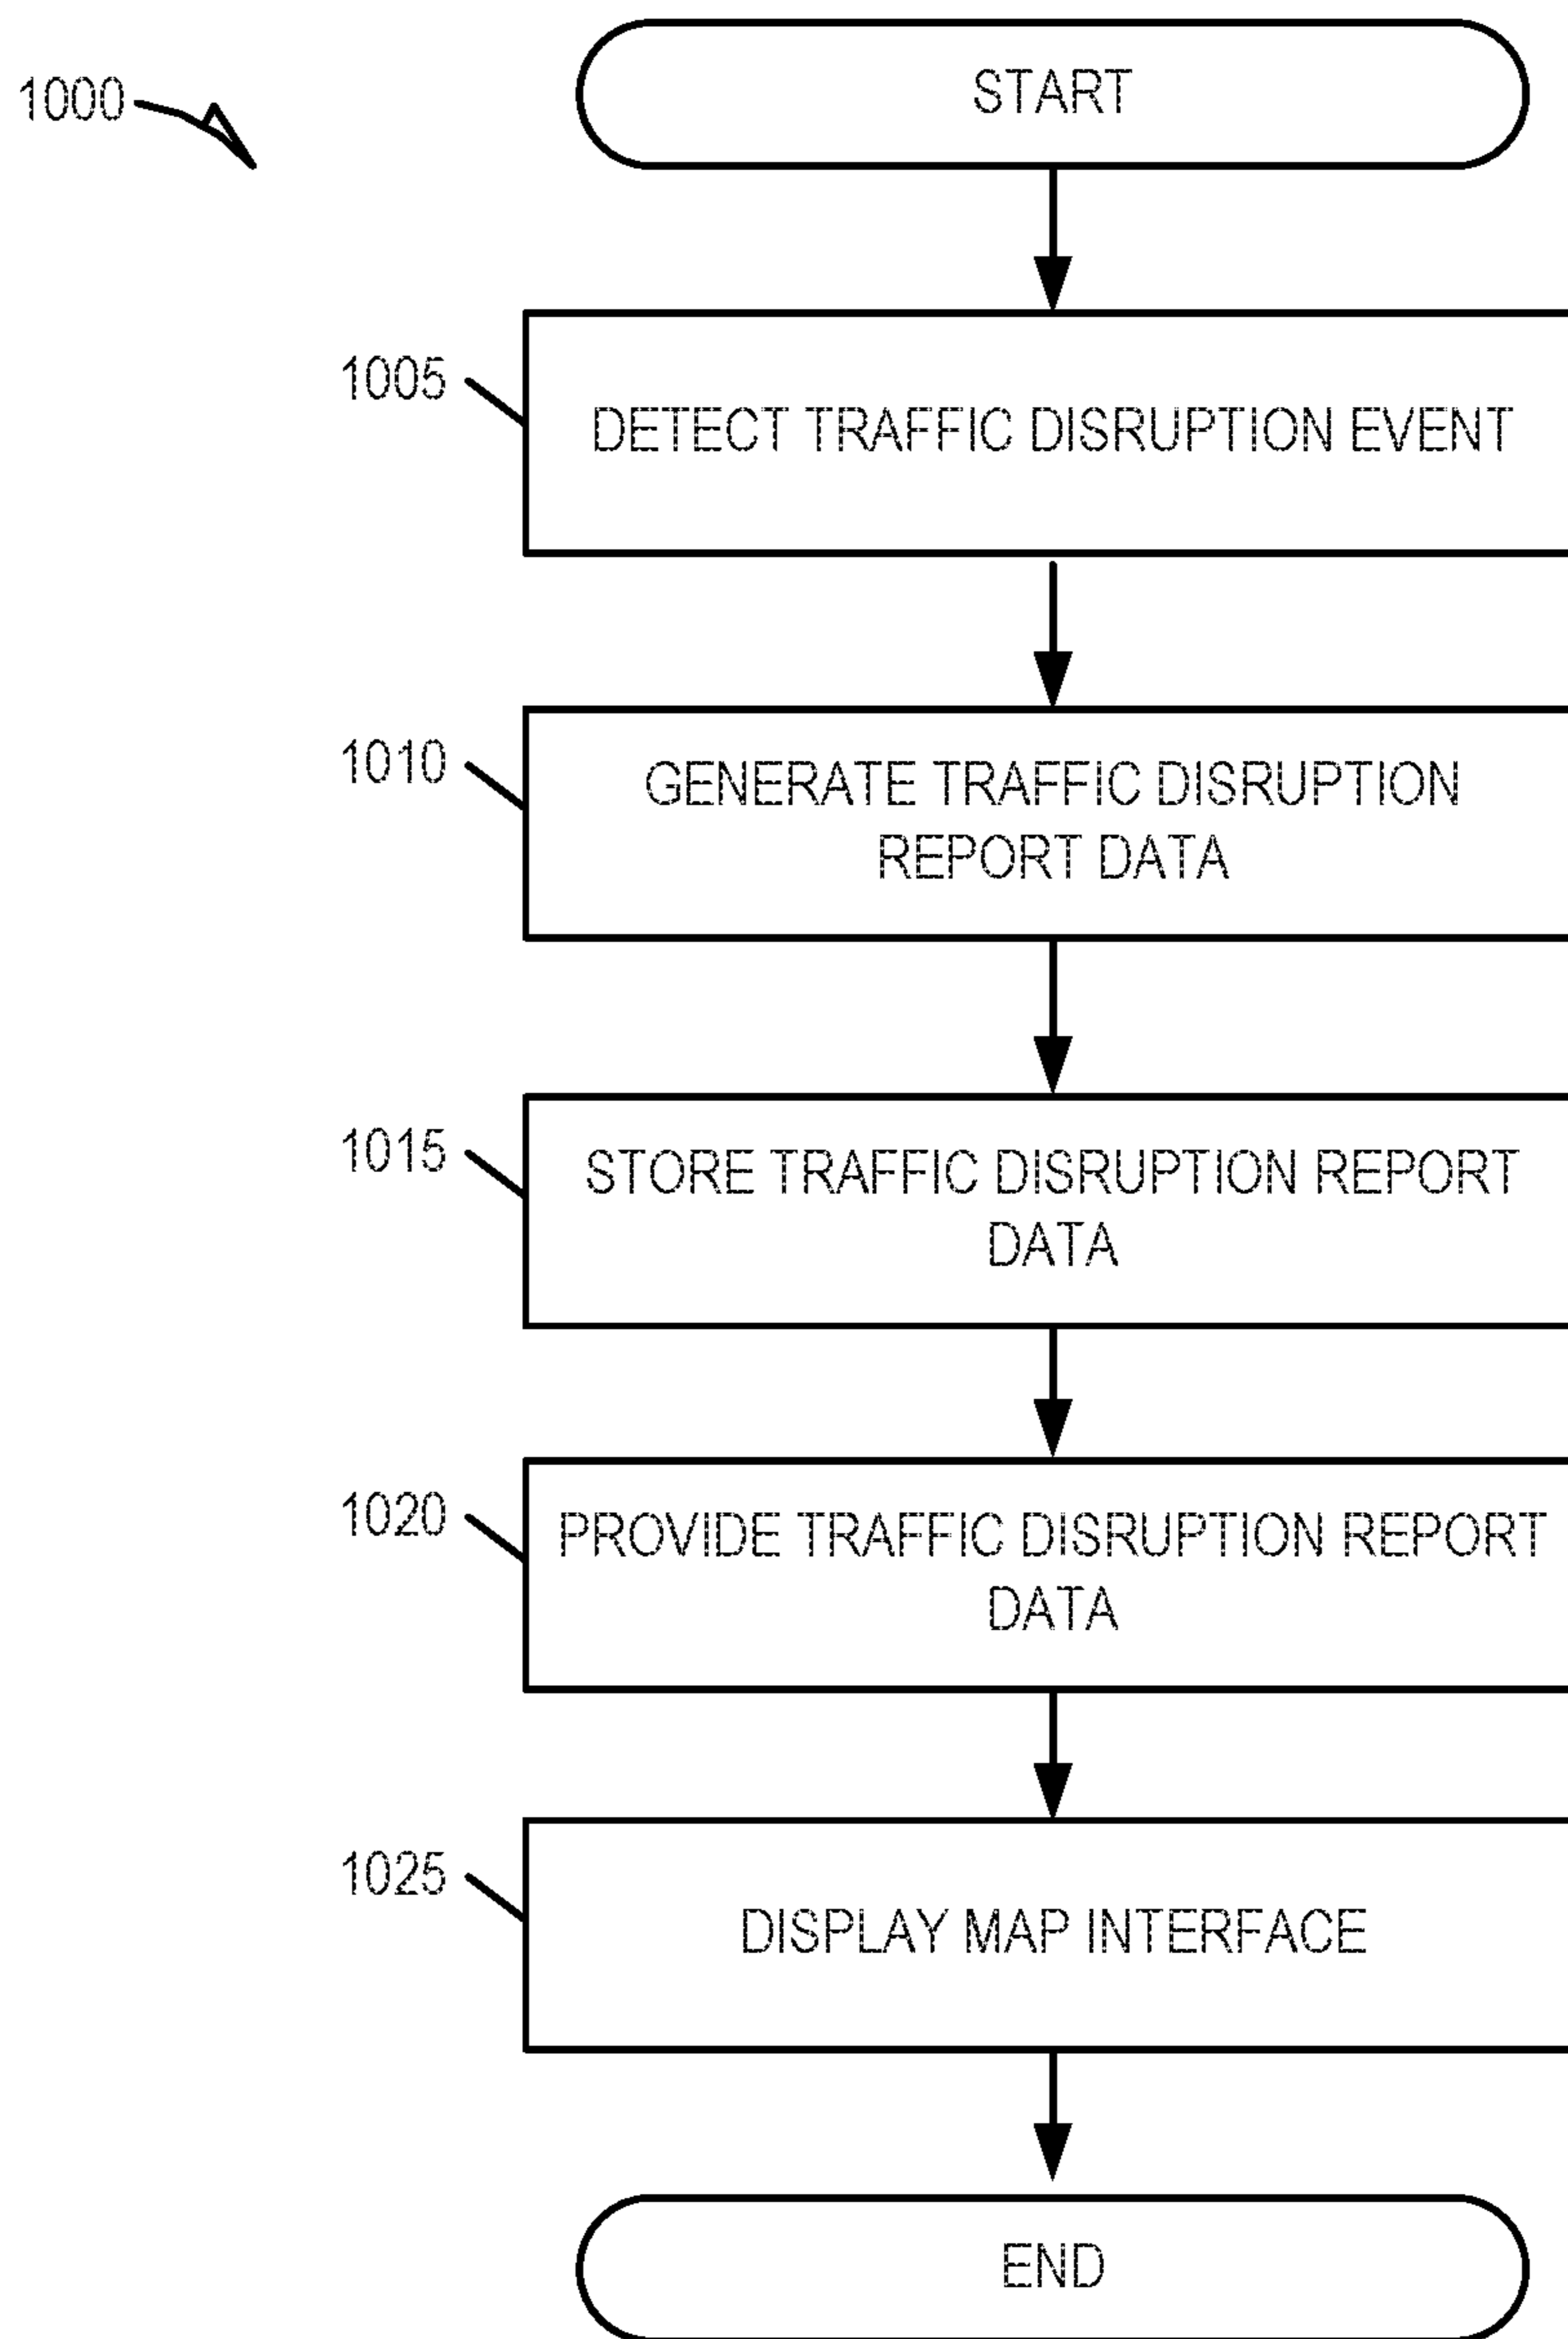 1000
START
1005
DETECT TRAFFIC DISRUPTION EVENT
1010
GENERATE TRAFFIC DISRUPTION
REPORT DATA
1015
STORE TRAFFIC DISRUPTION REPORT
DATA
1020
PROVIDE TRAFFIC DISRUPTION REPORT
DATA
1025
DISPLAY MAP INTERFACE
END